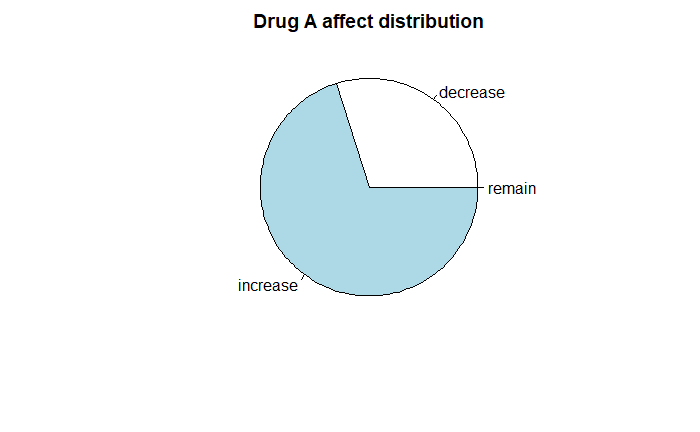 Drug A affect distribution
decrease
remain
increase